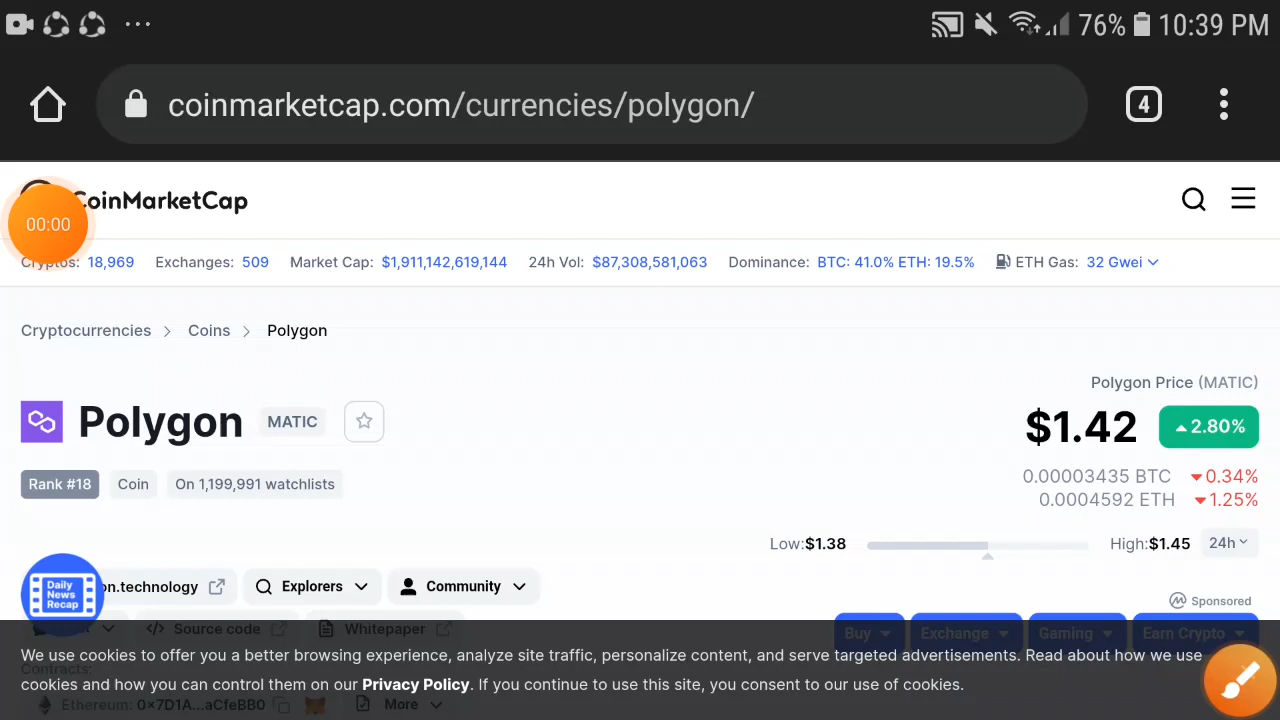 76% 10:39 PM
coinmarketcap.com/currencies/polygon/
4
CoinMarketCap
00:00
Cryptos: 18,969 Exchanges: 509 Market Cap: $1,911,142,619,144 24h Vol: $87,308,581,063 Dominance: BTC: 41.0% ETH: 19.5% ETH Gas: 32 Gwei
Cryptocurrencies > Coins > Polygon
Polygon Price (MATIC)
Polygon MATIC
$1.42 2.80%
Rank #18 Coin On 1,199,991 watchlists
0.00003435 BTC 0.34%
0.0004592 ETH 1.25%
Low:$1.38 High:$1.45 24h
on.technology Explorers Community
Daily
News
Recap
Sponsored
Source code Whitepaper
Buy Exchange Gaming Earn Crypto
We use cookies to offer you a better browsing experience, analyze site traffic, personalize content, and serve targeted advertisements. Read about how we use
cookies and how you can control them on our Privacy Policy. If you continue to use this site, you consent to our use of cookies.
Contracts:
Ethereum: 0x7D1A...aCfeBB0 More